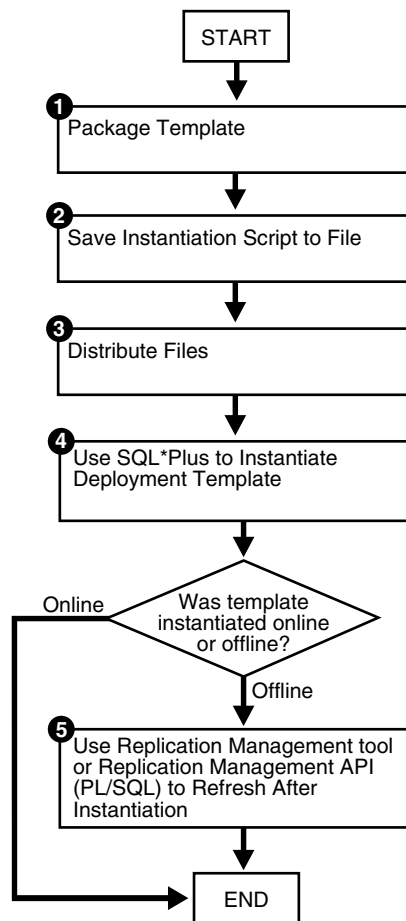 START
1
Package Template
2
Save Instantiation Script to File
3
Distribute Files
4
Use SQL*Plus to Instantiate
Deployment Template
Online
Was template
instantiated online
or offline?
Offline
5
Use Replication Management tool
or Replication Management API
(PL/SQL) to Refresh After
Instantiation
END